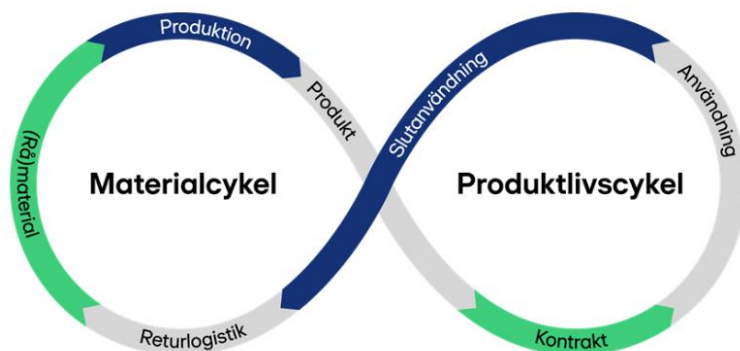 Produktion
Produkt
Slutanvändning
Användning
(Rå)material
Materialcykel
Produktlivscykel
Returlogistik
Kontrakt